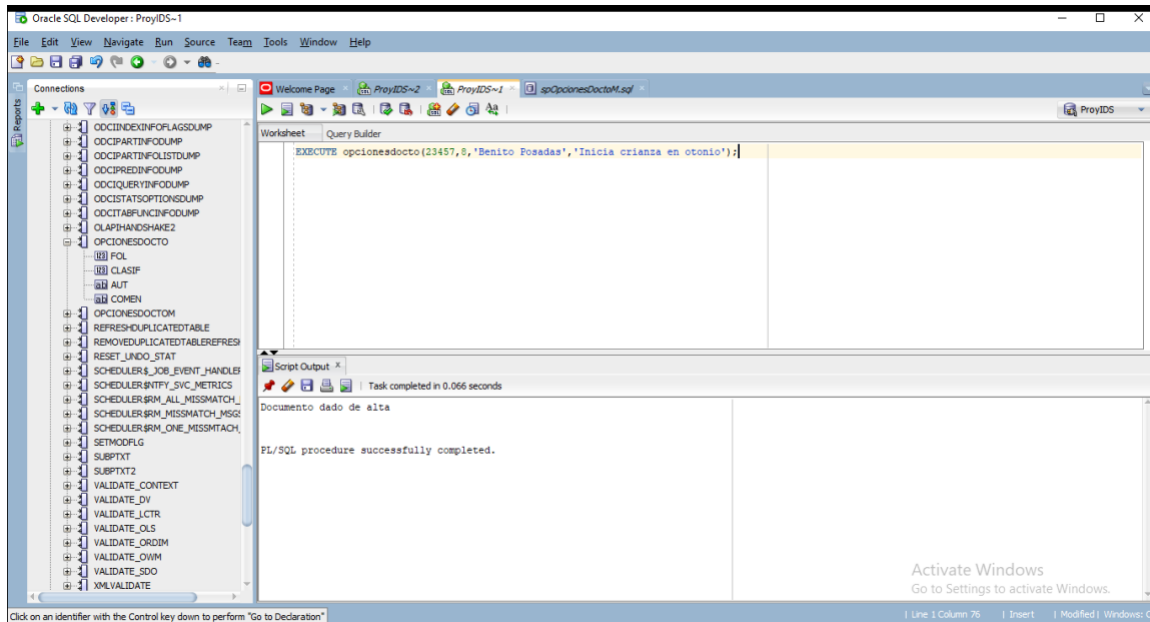 Oracle SQL Developer : ProyIDS~1
File Edit View Navigate Run Source Team Tools Window Help
Connections
Welcome Page
ProyIDS~2
ProyIDS~1
spOpcionesDoctoM.sql
Reports
ProyIDS
Worksheet Query Builder
EXECUTE opcionesdocto(23457,8,'Benito Posadas','Inicia crianza en otonio');
ODCIINDEXINFOFLAGSDUMP
ODCIPARTINFODUMP
ODCIPARTINFOLISTDUMP
ODCIPREDINFODUMP
ODCIQUERYINFODUMP
ODCISTATSOPTIONSDUMP
ODCITABFUNCINFODUMP
OLAPIHANDSHAKE2
OPCIONESDOCTO
FOL
CLASIF
AUT
COMEN
OPCIONESDOCTOM
REFRESHDUPLICATEDTABLE
REMOVEDUPLICATEDTABLEREFRESH
RESET_UNDO_STAT
SCHEDULER$_JOB_EVENT_HANDLER
SCHEDULER$NTFY_SVC_METRICS
SCHEDULER$RM_ALL_MISSMATCH_
SCHEDULER$RM_MISSMATCH_MSGS
SCHEDULER$RM_ONE_MISSMTACH_
SETMODFLG
SUBPTXT
SUBPTXT2
VALIDATE_CONTEXT
VALIDATE_DV
VALIDATE_LCTR
VALIDATE_OLS
VALIDATE_ORDIM
VALIDATE_OWM
VALIDATE_SDO
XMLVALIDATE
Script Output
Task completed in 0.066 seconds
Documento dado de alta
PL/SQL procedure successfully completed.
Activate Windows
Go to Settings to activate Windows.
Click on an identifier with the Control key down to perform "Go to Declaration"
Line 1 Column 76 | Insert | Modified | Windows: C